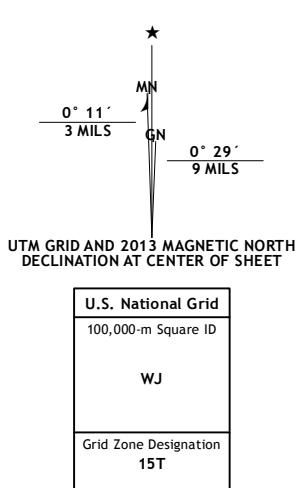 ★
MN
0° 11´
3 MILS
GN
0° 29´
9 MILS
UTM GRID AND 2013 MAGNETIC NORTH
DECLINATION AT CENTER OF SHEET
U.S. National Grid
100,000-m Square ID
WJ
Grid Zone Designation
15T